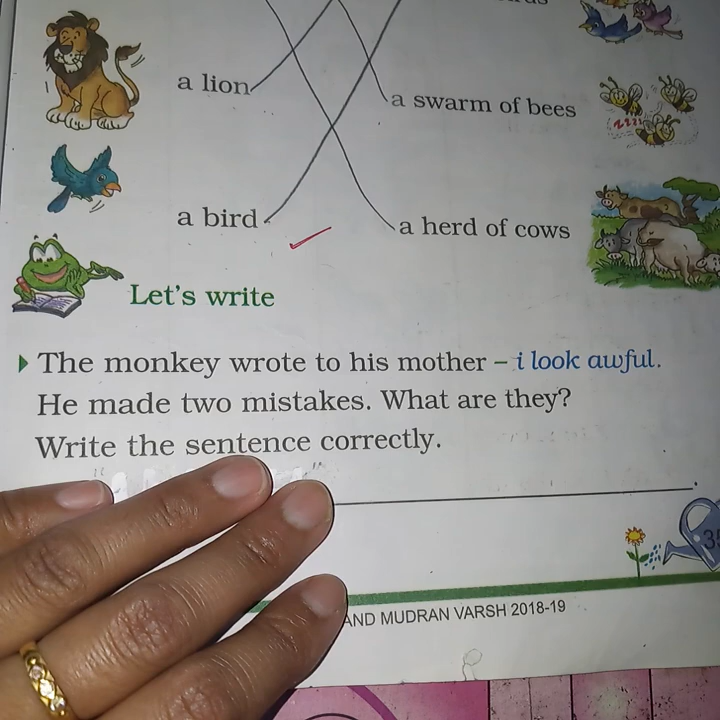 a lion
a swarm of bees
a bird
a herd of cows
Let's write
The monkey wrote to his mother – i look awful.
He made two mistakes. What are they?
Write the sentence correctly.
AND MUDRAN VARSH 2018-19